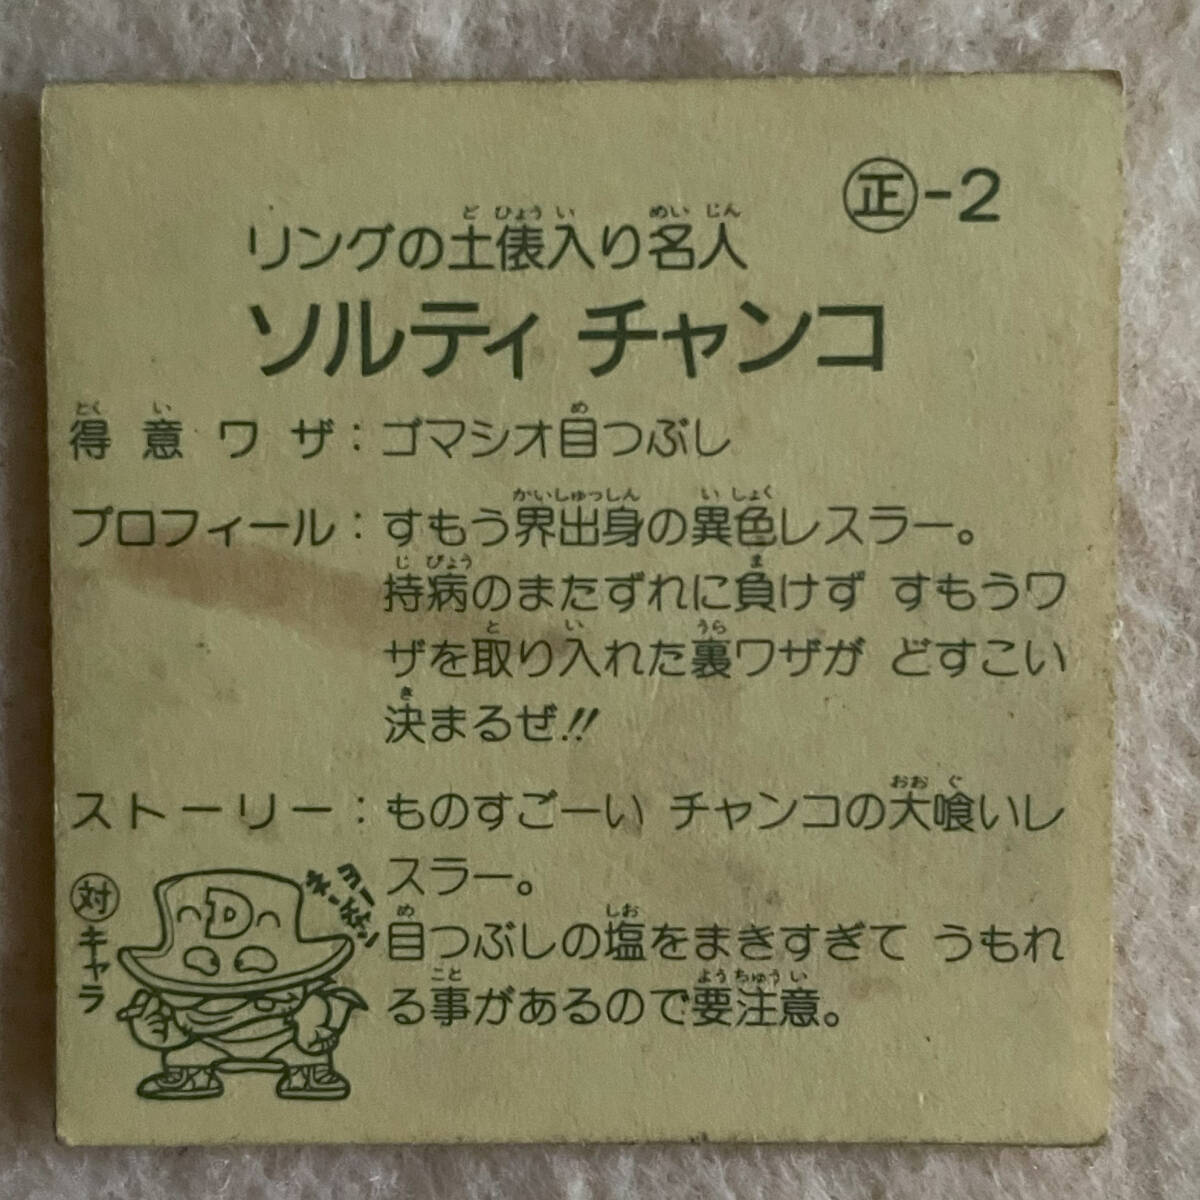 ㊣-2
リングの土俵入り名人
ソルティ チャンコ
得意ワザ：ゴマシオ目つぶし
プロフィール：すもう界出身の異色レスラー。
持病のまたずれに負けず すもうワ
ザを取り入れた裏ワザが どすこい
決まるぜ!!
ストーリー：ものすごーい チャンコの大喰いレ
スラー。
目つぶしの塩をまきすぎて うもれ
る事があるので要注意。
対キャラ
D